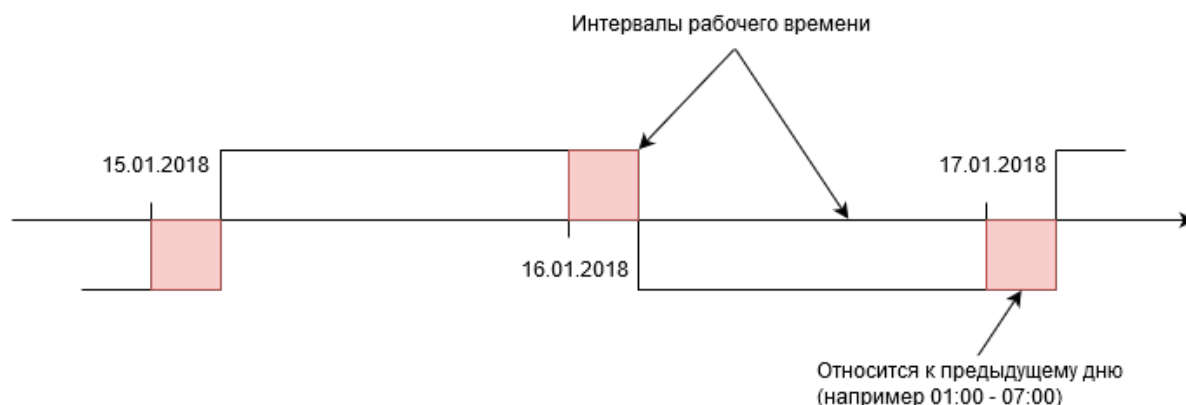 Интервалы рабочего времени
15.01.2018
17.01.2018
16.01.2018
Относится к предыдущему дню
(например 01:00 - 07:00)